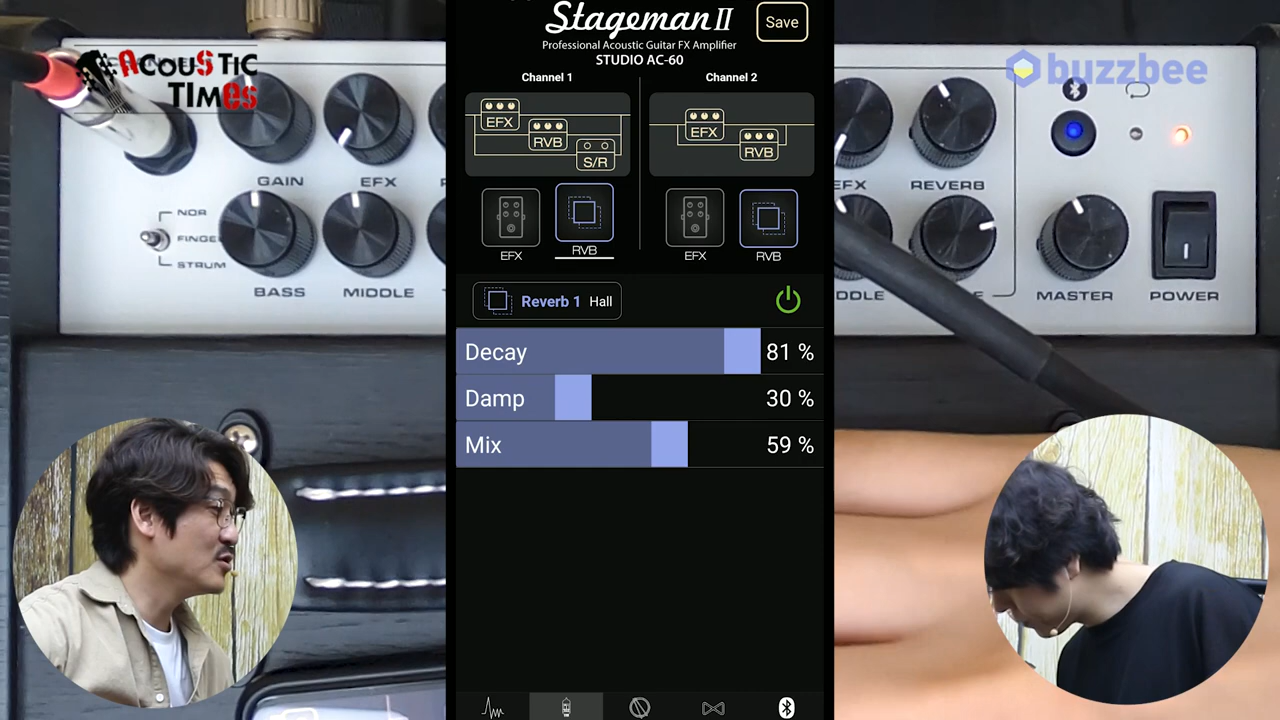 AcouSTic
TIMes
buzzbee
Stageman II
Save
Professional Acoustic Guitar FX Amplifier
STUDIO AC-60
Channel 1
Channel 2
EFX
RVB
S/R
EFX
RVB
EFX
RVB
EFX
RVB
Reverb 1 Hall
Decay 81 %
Damp 30 %
Mix 59 %
GAIN
EFX
NOR
FINGE
STRUM
BASS
MIDDLE
EFX
REVERB
DDLE
MASTER
POWER